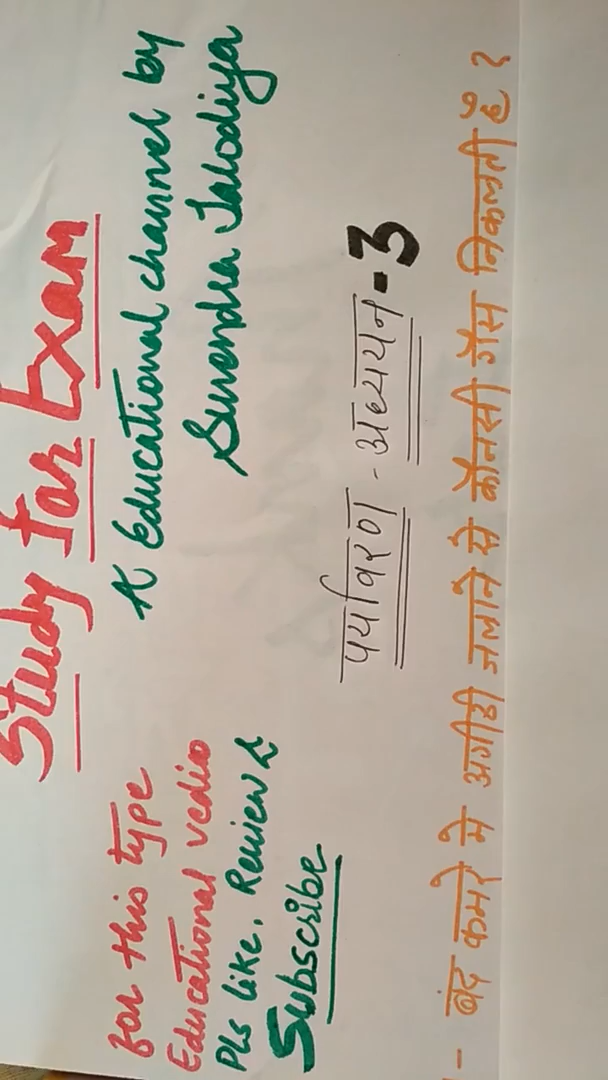 Study For Exam
A Educational channel by
Surendra Jalodiya
for this type
Educational vedio
Pls like, Review &
Subscribe
पर्यावरण - अध्ययन - 3
- बंद कमरे मे अगीठी जलाने से कौनसी गैस निकलती हैं ?